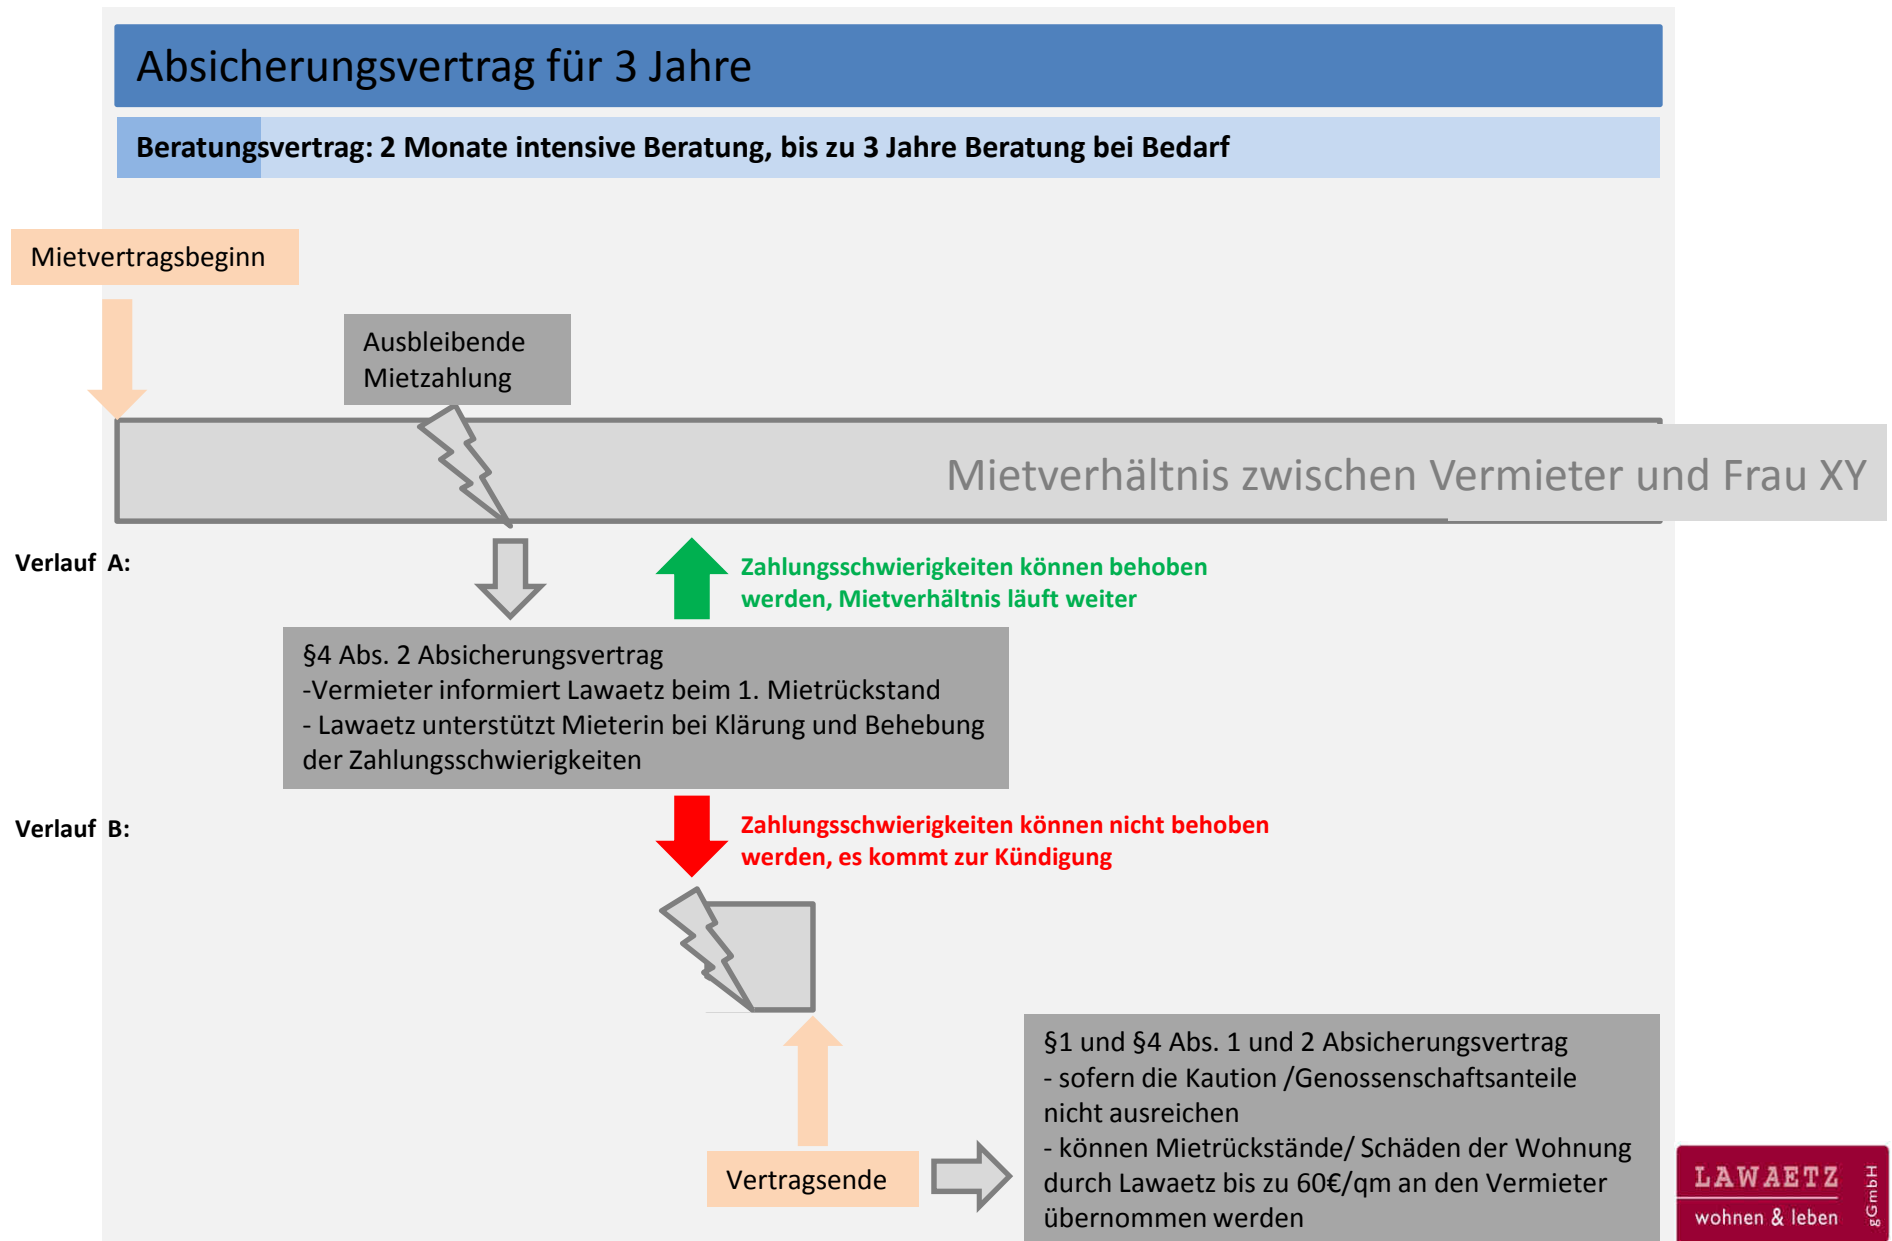 Absicherungsvertrag für 3 Jahre
Beratungsvertrag: 2 Monate intensive Beratung, bis zu 3 Jahre Beratung bei Bedarf
Mietvertragsbeginn
Ausbleibende
Mietzahlung
Mietverhältnis zwischen Vermieter und Frau XY
Verlauf A:
Zahlungsschwierigkeiten können behoben
werden, Mietverhältnis läuft weiter
§4 Abs. 2 Absicherungsvertrag
-Vermieter informiert Lawaetz beim 1. Mietrückstand
- Lawaetz unterstützt Mieterin bei Klärung und Behebung
der Zahlungsschwierigkeiten
Verlauf B:
Zahlungsschwierigkeiten können nicht behoben
werden, es kommt zur Kündigung
Vertragsende
§1 und §4 Abs. 1 und 2 Absicherungsvertrag
- sofern die Kaution /Genossenschaftsanteile
nicht ausreichen
- können Mietrückstände/ Schäden der Wohnung
durch Lawaetz bis zu 60€/qm an den Vermieter
übernommen werden
LAWAETZ
wohnen & leben
gGmbH